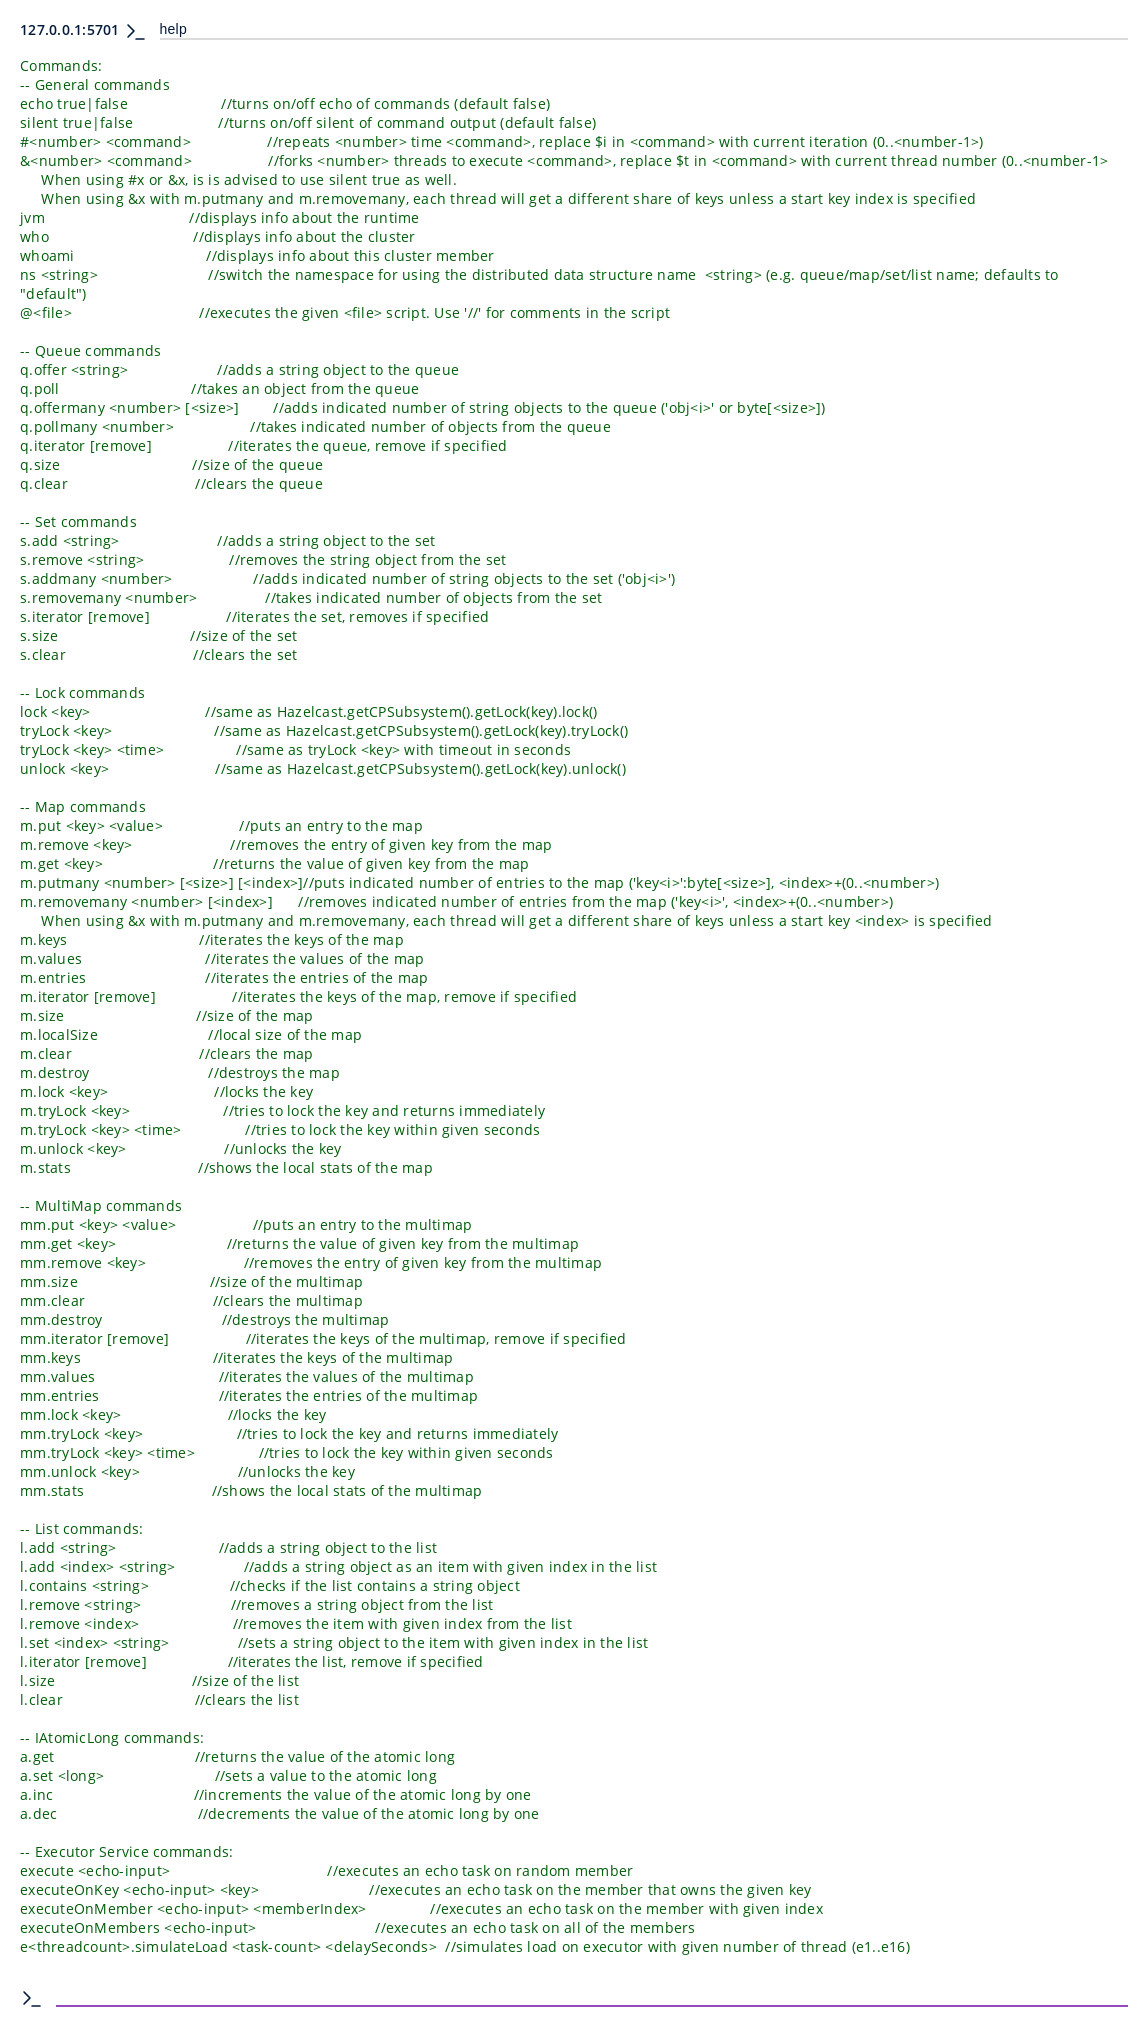 127.0.0.1:5701 help
Commands:
-- General commands
echo true|false //turns on/off echo of commands (default false)
silent true|false //turns on/off silent of command output (default false)
#<number> <command> //repeats <number> time <command>, replace $i in <command> with current iteration (0..<number-1>)
&<number> <command> //forks <number> threads to execute <command>, replace $t in <command> with current thread number (0..<number-1>
When using #x or &x, is is advised to use silent true as well.
When using &x with m.putmany and m.removemany, each thread will get a different share of keys unless a start key index is specified
jvm //displays info about the runtime
who //displays info about the cluster
whoami //displays info about this cluster member
ns <string> //switch the namespace for using the distributed data structure name <string> (e.g. queue/map/set/list name; defaults to
"default")
@<file> //executes the given <file> script. Use '//' for comments in the script
-- Queue commands
q.offer <string> //adds a string object to the queue
q.poll //takes an object from the queue
q.offermany <number> [<size>] //adds indicated number of string objects to the queue ('obj<i>' or byte[<size>])
q.pollmany <number> //takes indicated number of objects from the queue
q.iterator [remove] //iterates the queue, remove if specified
q.size //size of the queue
q.clear //clears the queue
-- Set commands
s.add <string> //adds a string object to the set
s.remove <string> //removes the string object from the set
s.addmany <number> //adds indicated number of string objects to the set ('obj<i>')
s.removemany <number> //takes indicated number of objects from the set
s.iterator [remove] //iterates the set, removes if specified
s.size //size of the set
s.clear //clears the set
-- Lock commands
lock <key> //same as Hazelcast.getCPSubsystem().getLock(key).lock()
tryLock <key> //same as Hazelcast.getCPSubsystem().getLock(key).tryLock()
tryLock <key> <time> //same as tryLock <key> with timeout in seconds
unlock <key> //same as Hazelcast.getCPSubsystem().getLock(key).unlock()
-- Map commands
m.put <key> <value> //puts an entry to the map
m.remove <key> //removes the entry of given key from the map
m.get <key> //returns the value of given key from the map
m.putmany <number> [<size>] [<index>]//puts indicated number of entries to the map ('key<i>':byte[<size>], <index>+(0..<number>)
m.removemany <number> [<index>] //removes indicated number of entries from the map ('key<i>', <index>+(0..<number>)
When using &x with m.putmany and m.removemany, each thread will get a different share of keys unless a start key <index> is specified
m.keys //iterates the keys of the map
m.values //iterates the values of the map
m.entries //iterates the entries of the map
m.iterator [remove] //iterates the keys of the map, remove if specified
m.size //size of the map
m.localSize //local size of the map
m.clear //clears the map
m.destroy //destroys the map
m.lock <key> //locks the key
m.tryLock <key> //tries to lock the key and returns immediately
m.tryLock <key> <time> //tries to lock the key within given seconds
m.unlock <key> //unlocks the key
m.stats //shows the local stats of the map
-- MultiMap commands
mm.put <key> <value> //puts an entry to the multimap
mm.get <key> //returns the value of given key from the multimap
mm.remove <key> //removes the entry of given key from the multimap
mm.size //size of the multimap
mm.clear //clears the multimap
mm.destroy //destroys the multimap
mm.iterator [remove] //iterates the keys of the multimap, remove if specified
mm.keys //iterates the keys of the multimap
mm.values //iterates the values of the multimap
mm.entries //iterates the entries of the multimap
mm.lock <key> //locks the key
mm.tryLock <key> //tries to lock the key and returns immediately
mm.tryLock <key> <time> //tries to lock the key within given seconds
mm.unlock <key> //unlocks the key
mm.stats //shows the local stats of the multimap
-- List commands:
l.add <string> //adds a string object to the list
l.add <index> <string> //adds a string object as an item with given index in the list
l.contains <string> //checks if the list contains a string object
l.remove <string> //removes a string object from the list
l.remove <index> //removes the item with given index from the list
l.set <index> <string> //sets a string object to the item with given index in the list
l.iterator [remove] //iterates the list, remove if specified
l.size //size of the list
l.clear //clears the list
-- IAtomicLong commands:
a.get //returns the value of the atomic long
a.set <long> //sets a value to the atomic long
a.inc //increments the value of the atomic long by one
a.dec //decrements the value of the atomic long by one
-- Executor Service commands:
execute <echo-input> //executes an echo task on random member
executeOnKey <echo-input> <key> //executes an echo task on the member that owns the given key
executeOnMember <echo-input> <memberIndex> //executes an echo task on the member with given index
executeOnMembers <echo-input> //executes an echo task on all of the members
e<threadcount>.simulateLoad <task-count> <delaySeconds> //simulates load on executor with given number of thread (e1..e16)